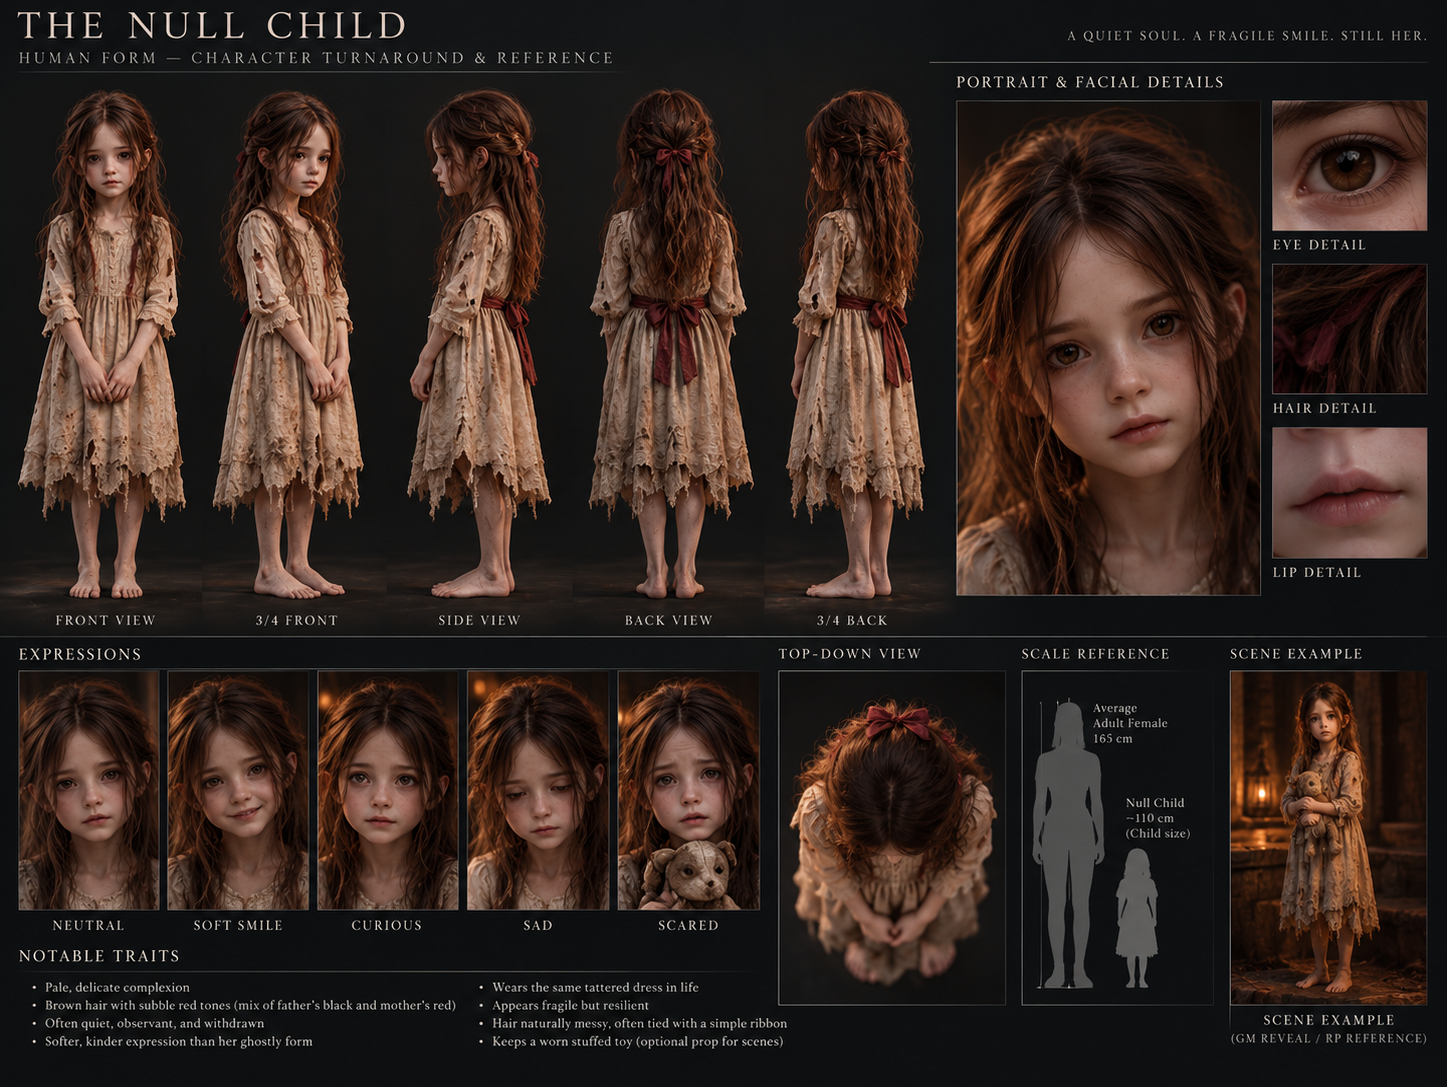 THE NULL CHILD
HUMAN FORM — CHARACTER TURNAROUND & REFERENCE
A QUIET SOUL. A FRAGILE SMILE. STILL HER.
FRONT VIEW
3/4 FRONT
SIDE VIEW
BACK VIEW
3/4 BACK
PORTRAIT & FACIAL DETAILS
EYE DETAIL
HAIR DETAIL
LIP DETAIL
EXPRESSIONS
NEUTRAL
SOFT SMILE
CURIOUS
SAD
SCARED
NOTABLE TRAITS
• Pale, delicate complexion
• Brown hair with subble red tones (mix of father's black and mother's red)
• Often quiet, observant, and withdrawn
• Softer, kinder expression than her ghostly form
• Wears the same tattered dress in life
• Appears fragile but resilient
• Hair naturally messy, often tied with a simple ribbon
• Keeps a worn stuffed toy (optional prop for scenes)
TOP-DOWN VIEW
SCALE REFERENCE
Average
Adult Female
165 cm
Null Child
~110 cm
(Child size)
SCENE EXAMPLE
SCENE EXAMPLE
(GM REVEAL / RP REFERENCE)